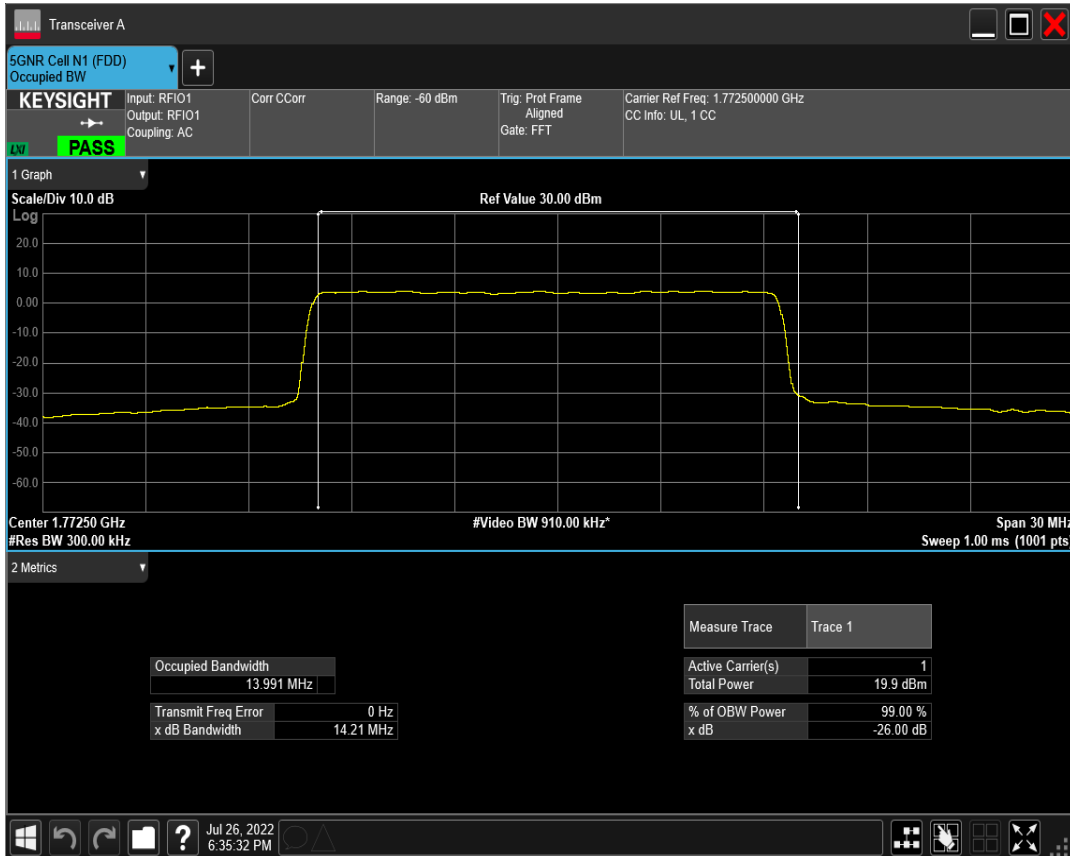 Transceiver A
5GNR Cell N1 (FDD)
Occupied BW
+
KEYSIGHT
LXI
PASS
Input: RFIO1
Output: RFIO1
Coupling: AC
Corr CCorr
Range: -60 dBm
Trig: Prot Frame
Aligned
Gate: FFT
Carrier Ref Freq: 1.772500000 GHz
CC Info: UL, 1 CC
1 Graph
Scale/Div 10.0 dB
Ref Value 30.00 dBm
Log
20.0
10.0
0.00
-10.0
-20.0
-30.0
-40.0
-50.0
-60.0
Center 1.77250 GHz
#Video BW 910.00 kHz*
Span 30 MHz
#Res BW 300.00 kHz
Sweep 1.00 ms (1001 pts)
2 Metrics
Measure Trace Trace 1
Occupied Bandwidth
13.991 MHz
Active Carrier(s) 1
Total Power 19.9 dBm
Transmit Freq Error 0 Hz
x dB Bandwidth 14.21 MHz
% of OBW Power 99.00 %
x dB -26.00 dB
?
Jul 26, 2022
6:35:32 PM